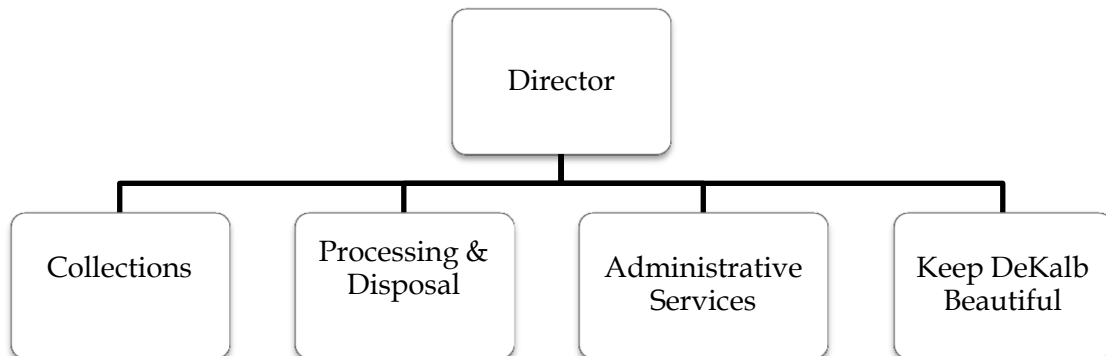 Director
Collections
Processing &
Disposal
Administrative
Services
Keep DeKalb
Beautiful